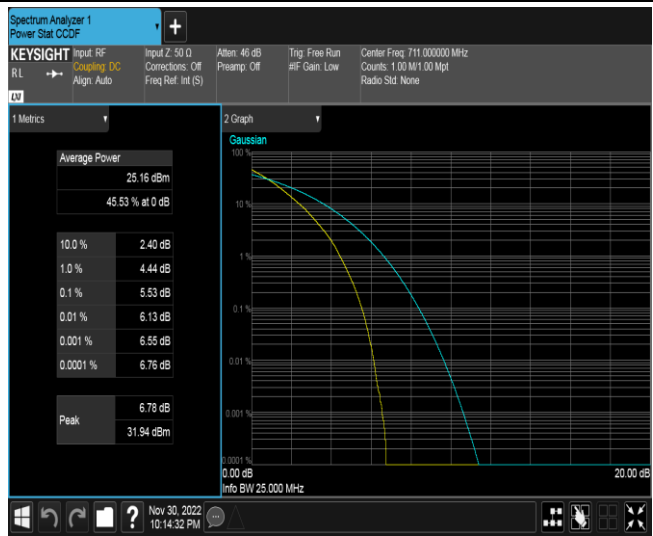 Spectrum Analyzer 1
Power Stat CCDF
+
KEYSIGHT
RL
Input: RF
Coupling: DC
Align: Auto
Input Z: 50 Ω
Corrections: Off
Freq Ref: Int (S)
Atten: 46 dB
Preamp: Off
Trig: Free Run
#IF Gain: Low
Center Freq: 711.000000 MHz
Counts: 1.00 M/1.00 Mpt
Radio Std: None
1 Metrics
Average Power
25.16 dBm
45.53 % at 0 dB
10.0 % 2.40 dB
1.0 % 4.44 dB
0.1 % 5.53 dB
0.01 % 6.13 dB
0.001 % 6.55 dB
0.0001 % 6.76 dB
Peak
6.78 dB
31.94 dBm
2 Graph
Gaussian
100 %
10 %
1 %
0.1 %
0.01 %
0.001 %
0.0001 %
0.00 dB
20.00 dB
Info BW 25.000 MHz
?
Nov 30, 2022
10:14:32 PM